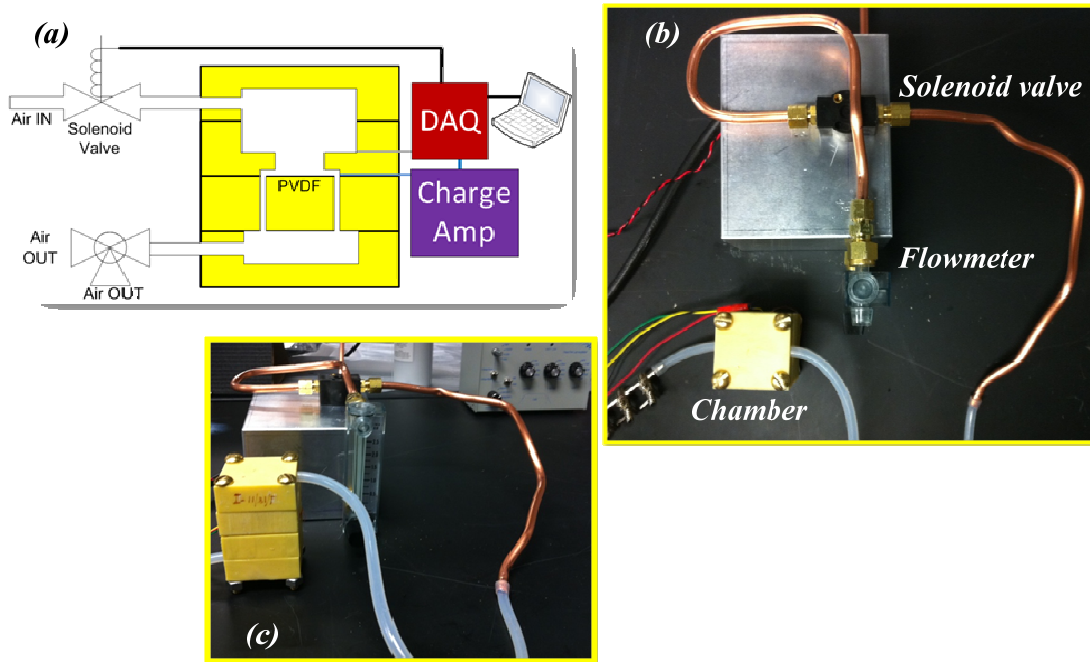 (a)
Air IN
Solenoid
Valve
DAQ
PVDF
Charge
Amp
Air
OUT
Air OUT
(b)
Solenoid valve
Flowmeter
Chamber
(c)